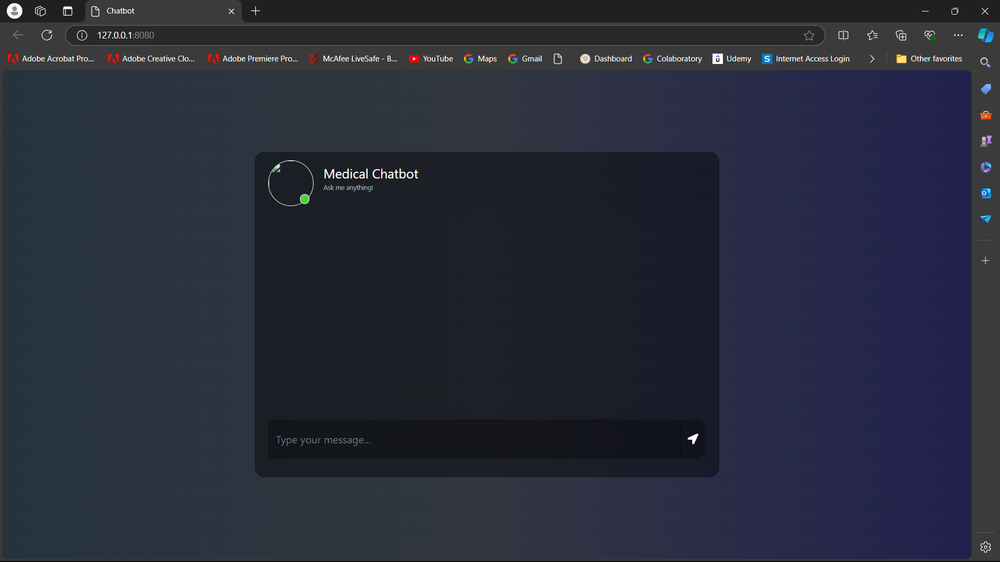 Chatbot
127.0.0.1:8080
Adobe Acrobat Pro... Adobe Creative Clo... Adobe Premiere Pro... McAfee LiveSafe - B... YouTube Maps Gmail Dashboard Colaboratory Udemy Internet Access Login Other favorites
Medical Chatbot
Ask me anything!
Type your message...